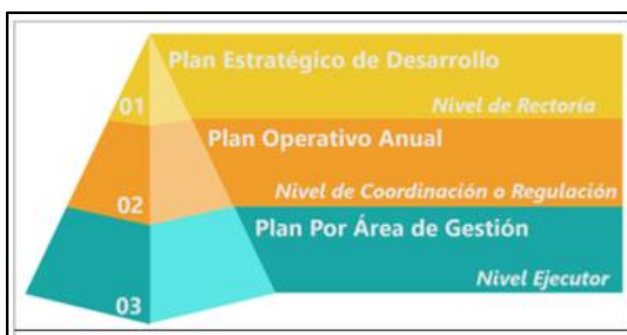 Plan Estratégico de Desarrollo
01
Nivel de Rectoría
Plan Operativo Anual
02
Nivel de Coordinación o Regulación
Plan Por Área de Gestión
Nivel Ejecutor
03